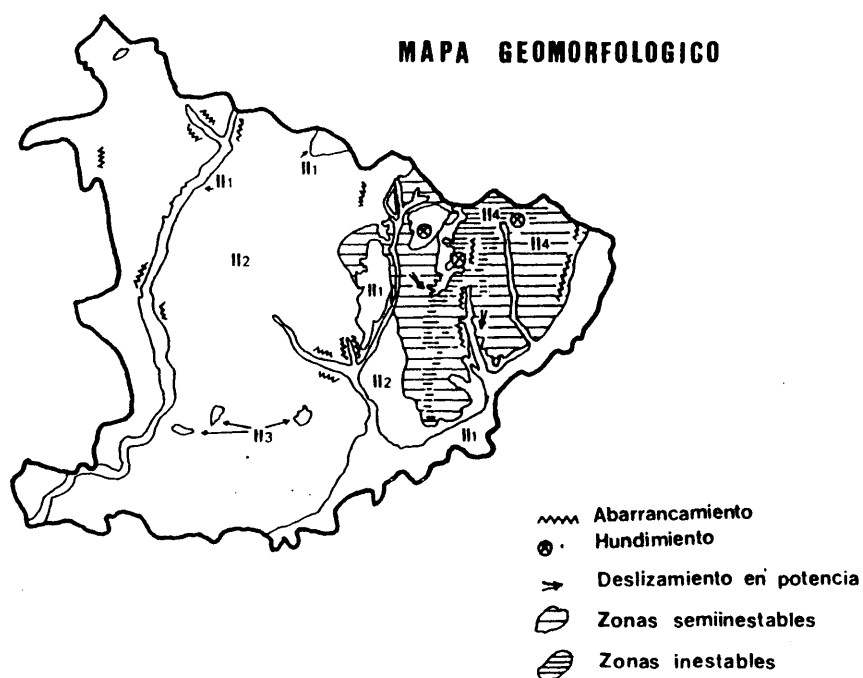 MAPA GEOMORFOLOGICO
II1
II1
II2
II4
II4
II1
II2
II3
II1
Abarrancamiento
Hundimiento
Deslizamiento en potencia
Zonas semiinestables
Zonas inestables